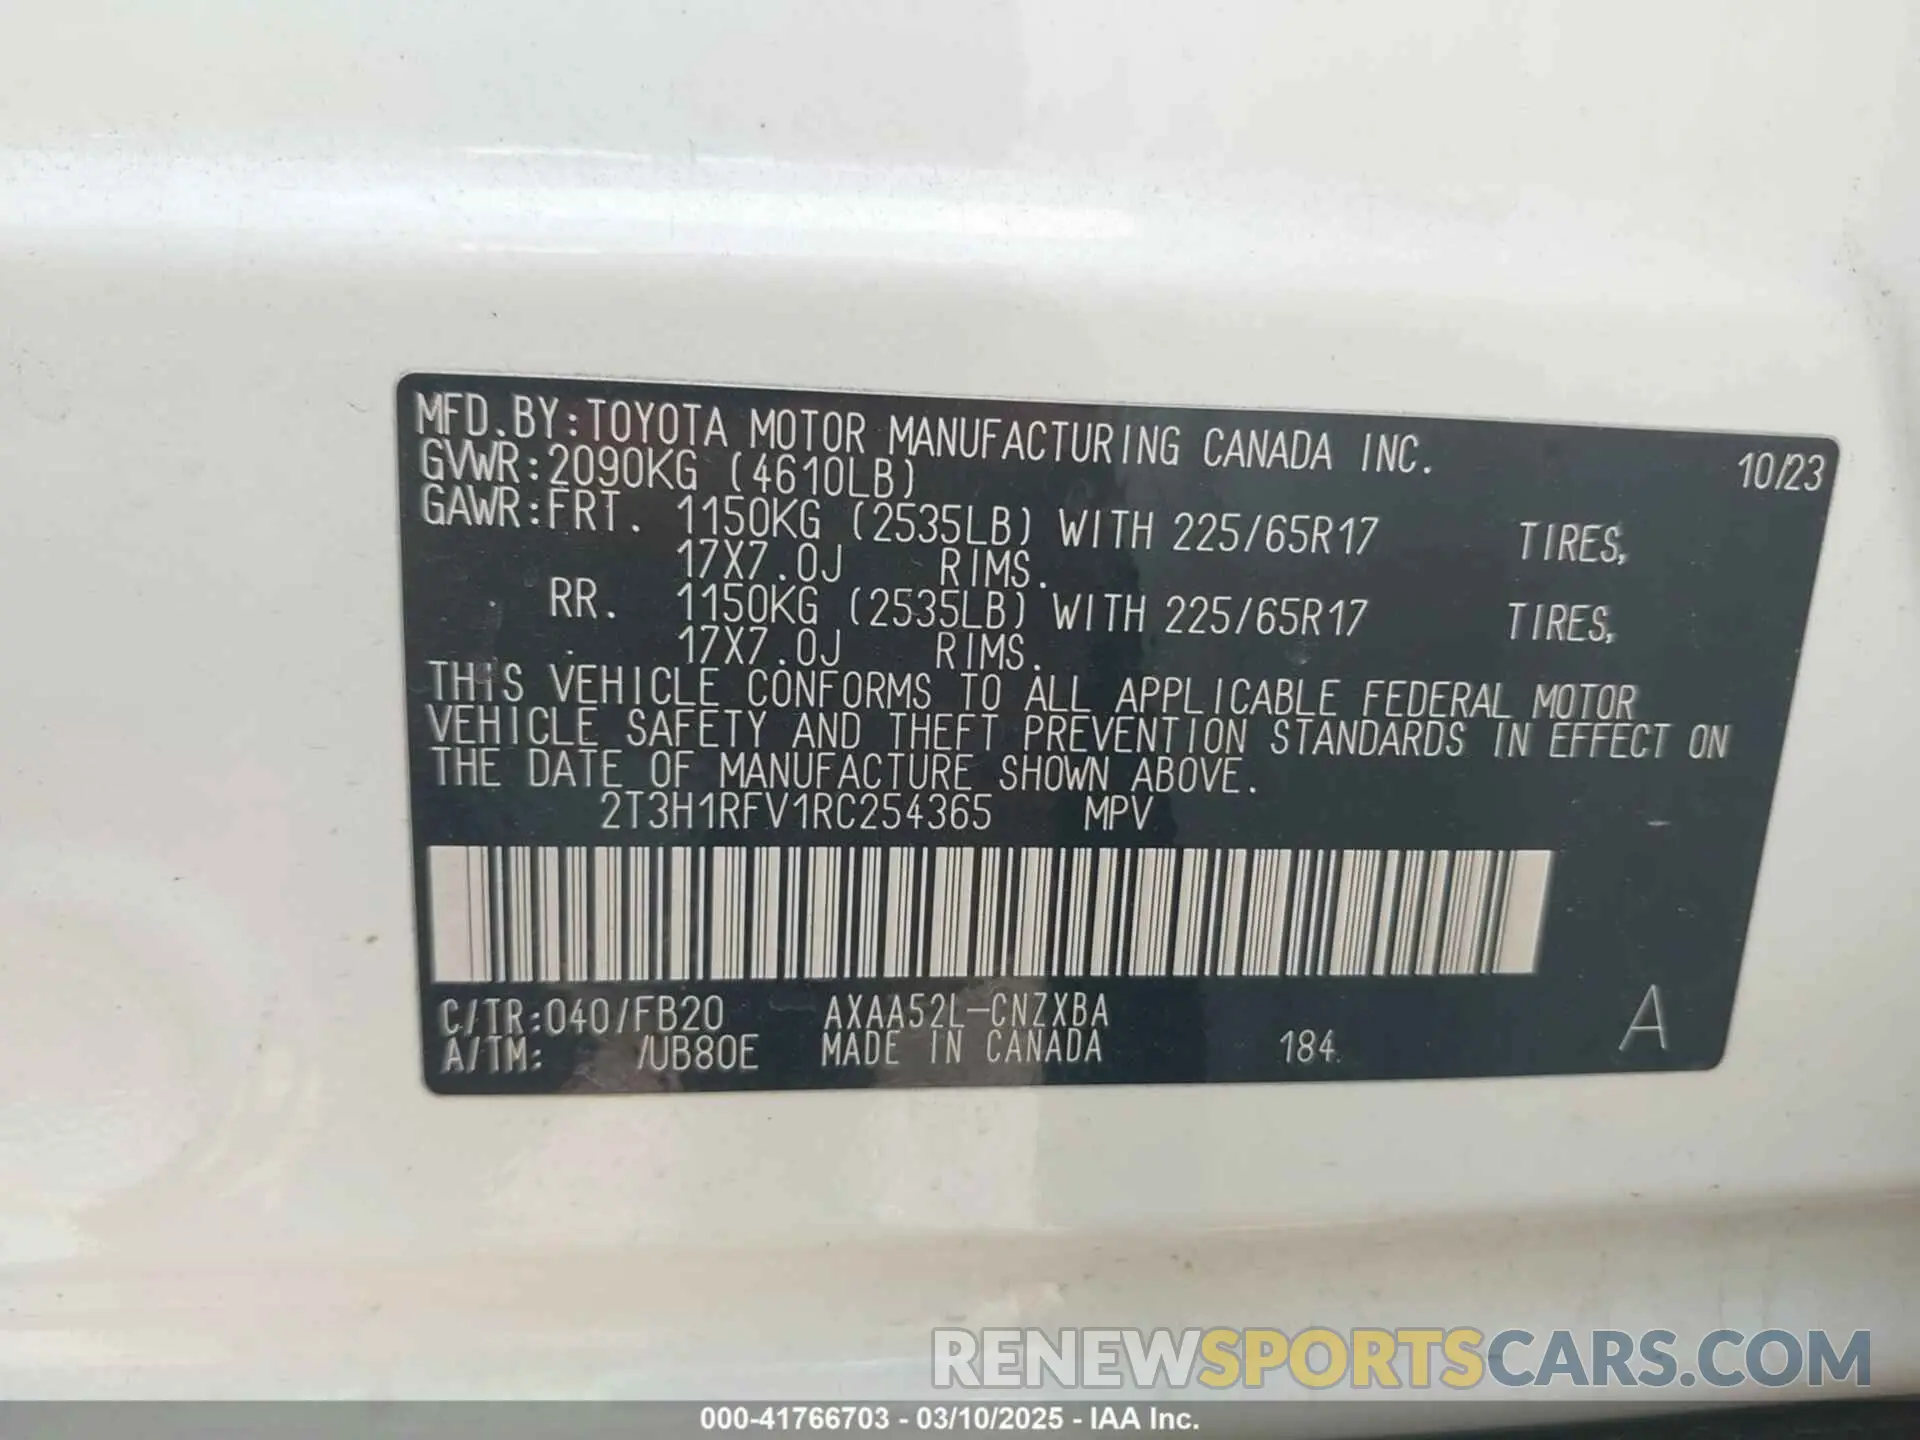 MFD.BY:TOYOTA MOTOR MANUFACTURING CANADA INC. 10/23
GVWR:2090KG (4610LB)
GAWR:FRT. 1150KG (2535LB) WITH 225/65R17 TIRES,
17X7.0J RIMS.
RR. 1150KG (2535LB) WITH 225/65R17 TIRES,
17X7.0J RIMS.
THIS VEHICLE CONFORMS TO ALL APPLICABLE FEDERAL MOTOR
VEHICLE SAFETY AND THEFT PREVENTION STANDARDS IN EFFECT ON
THE DATE OF MANUFACTURE SHOWN ABOVE.
2T3H1RFV1RC254365 MPV
C/TR:040/FB20 AXAA52L-CNZXBA
A/TM: /UB80E MADE IN CANADA 184 A
RENEWSPORTSCARS.COM
000-41766703 - 03/10/2025 - IAA Inc.